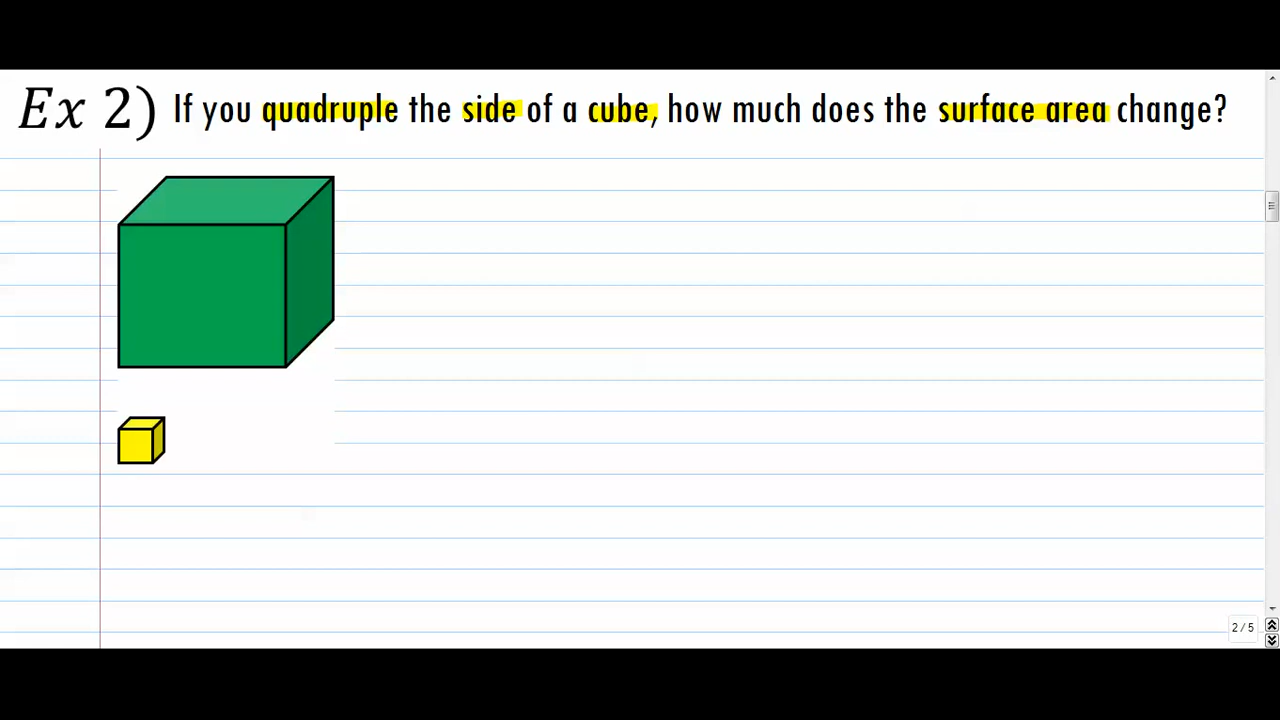 Ex 2) If you quadruple the side of a cube, how much does the surface area change?
2 / 5